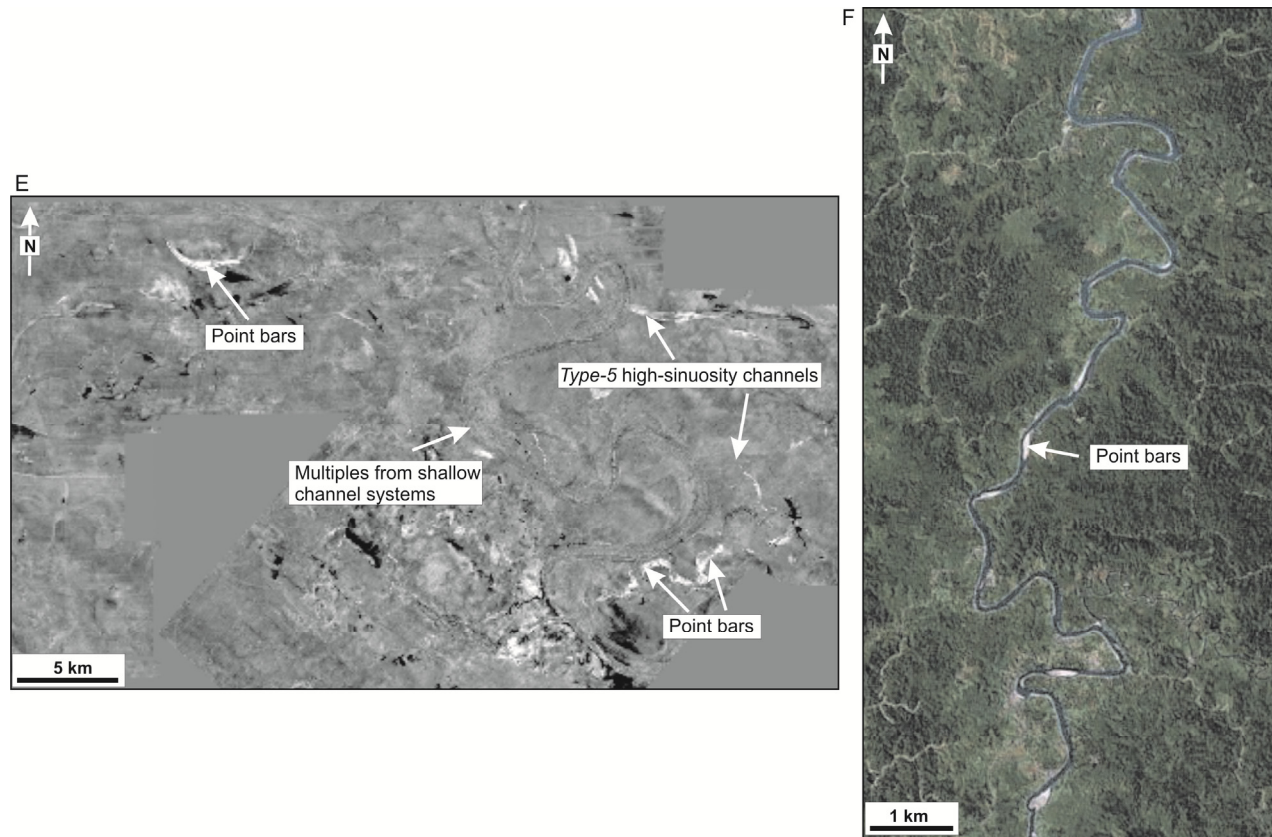 E
N
Point bars
Type-5 high-sinuosity channels
Multiples from shallow
channel systems
Point bars
5 km
F
N
Point bars
1 km